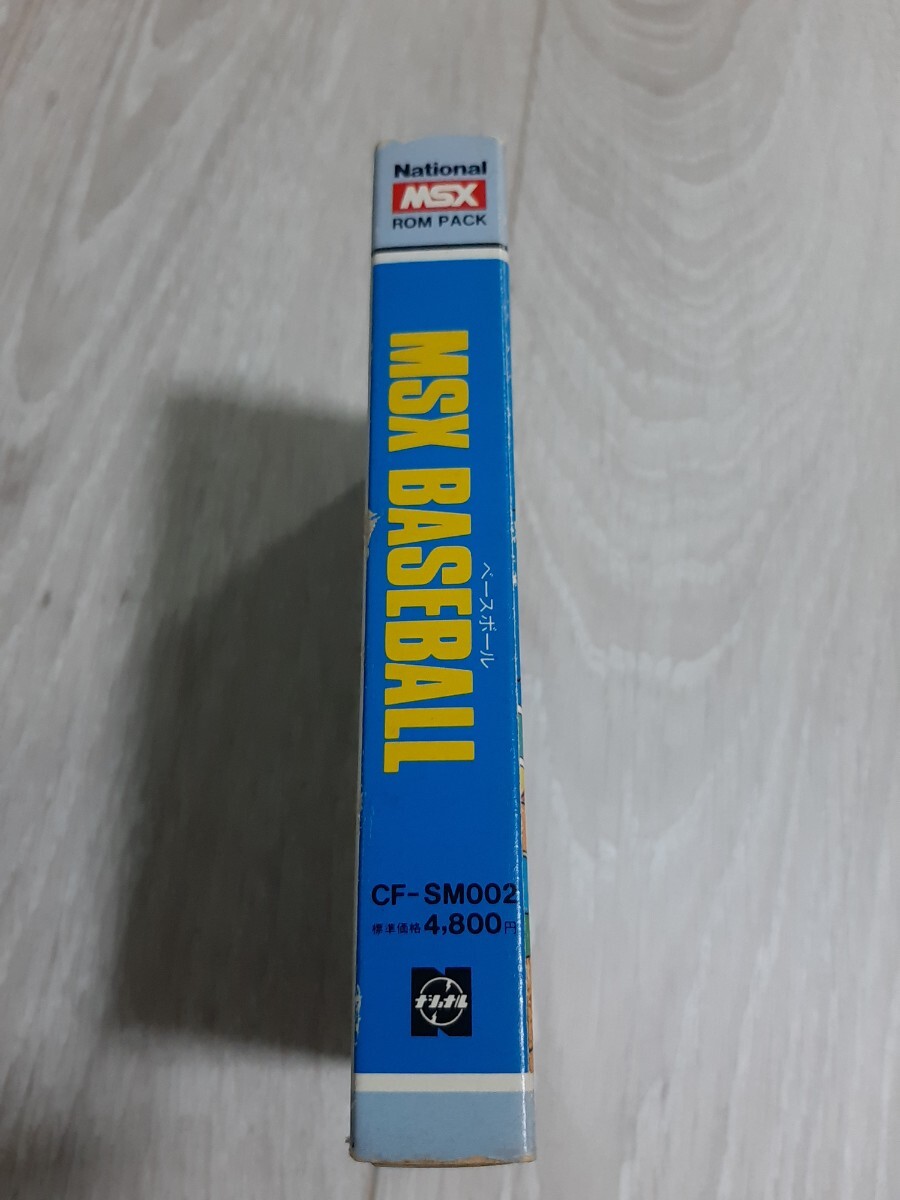 National
MSX
ROM PACK
MSX BASEBALL
ベースボール
CF-SM002
標準価格4,800円
ナショナル